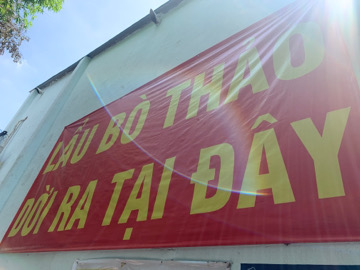 LẨU BÒ THẢO
DỜI RA TẠI ĐÂY